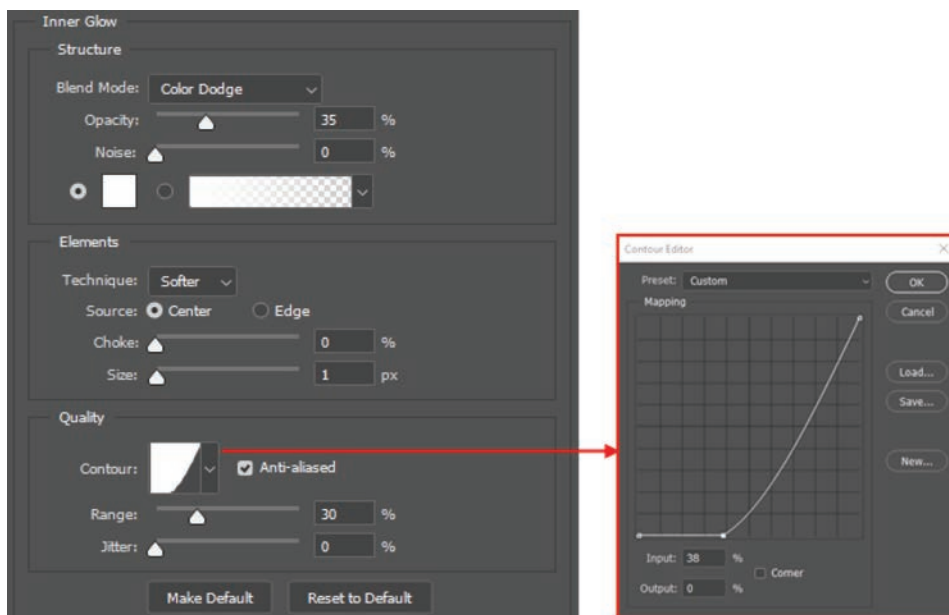 Inner Glow
Structure
Blend Mode: Color Dodge
Opacity: 35 %
Noise: 0 %
Elements
Technique: Softer
Source: Center Edge
Choke: 0 %
Size: 1 px
Quality
Contour: Anti-aliased
Range: 30 %
Jitter: 0 %
Make Default Reset to Default
Contour Editor
Preset: Custom
OK
Mapping
Cancel
Load...
Save...
New...
Input: 38 %
Corner
Output: 0 %